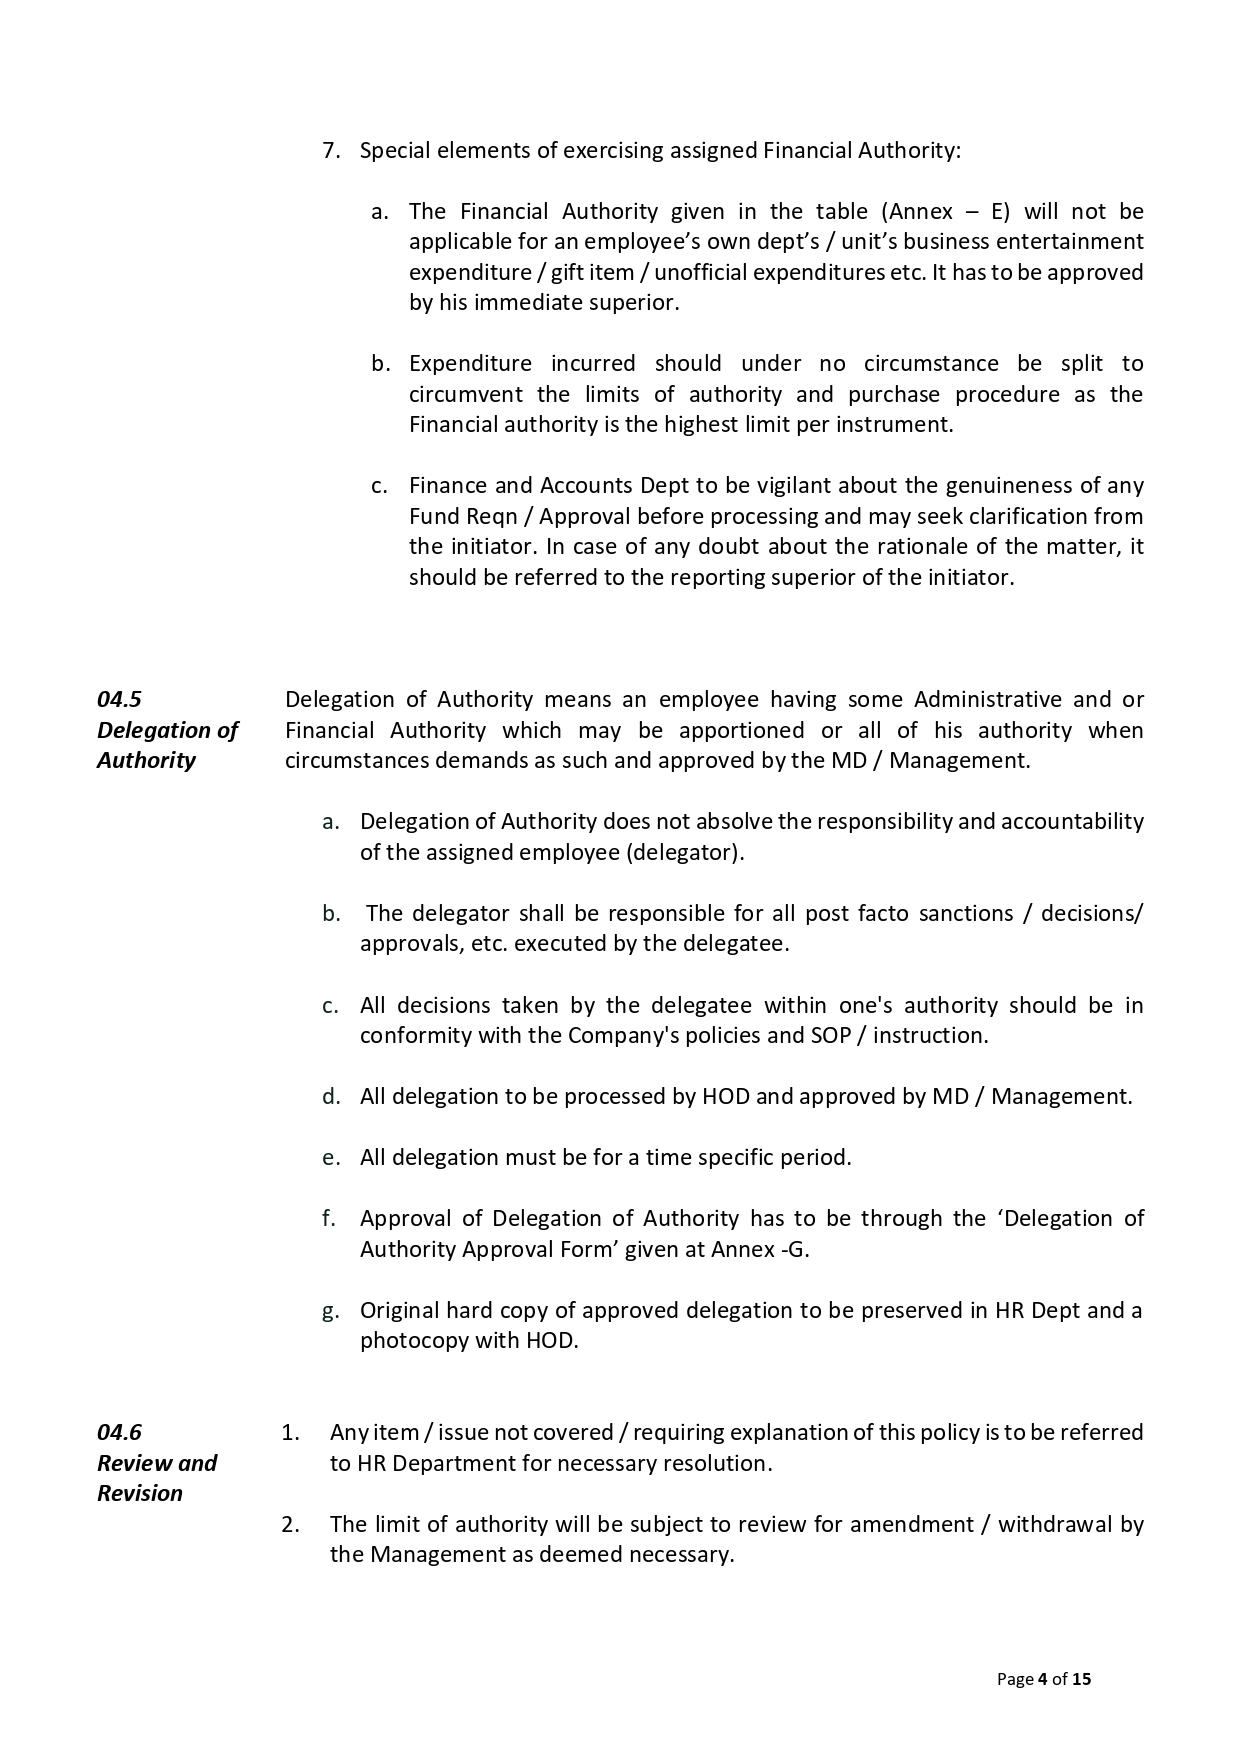 7. Special elements of exercising assigned Financial Authority:
a. The Financial Authority given in the table (Annex – E) will not be
applicable for an employee’s own dept’s / unit’s business entertainment
expenditure / gift item / unofficial expenditures etc. It has to be approved
by his immediate superior.
b. Expenditure incurred should under no circumstance be split to
circumvent the limits of authority and purchase procedure as the
Financial authority is the highest limit per instrument.
c. Finance and Accounts Dept to be vigilant about the genuineness of any
Fund Reqn / Approval before processing and may seek clarification from
the initiator. In case of any doubt about the rationale of the matter, it
should be referred to the reporting superior of the initiator.
04.5
Delegation of
Authority
Delegation of Authority means an employee having some Administrative and or
Financial Authority which may be apportioned or all of his authority when
circumstances demands as such and approved by the MD / Management.
a. Delegation of Authority does not absolve the responsibility and accountability
of the assigned employee (delegator).
b. The delegator shall be responsible for all post facto sanctions / decisions/
approvals, etc. executed by the delegatee.
c. All decisions taken by the delegatee within one's authority should be in
conformity with the Company's policies and SOP / instruction.
d. All delegation to be processed by HOD and approved by MD / Management.
e. All delegation must be for a time specific period.
f. Approval of Delegation of Authority has to be through the ‘Delegation of
Authority Approval Form’ given at Annex -G.
g. Original hard copy of approved delegation to be preserved in HR Dept and a
photocopy with HOD.
04.6
Review and
Revision
1. Any item / issue not covered / requiring explanation of this policy is to be referred
to HR Department for necessary resolution.
2. The limit of authority will be subject to review for amendment / withdrawal by
the Management as deemed necessary.
Page 4 of 15